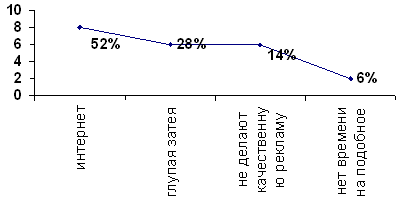 10
8
6
4
2
0
52%
28%
14%
6%
интернет
глупая затея
не делают
качественну
ю рекламу
нет времени
на подобное